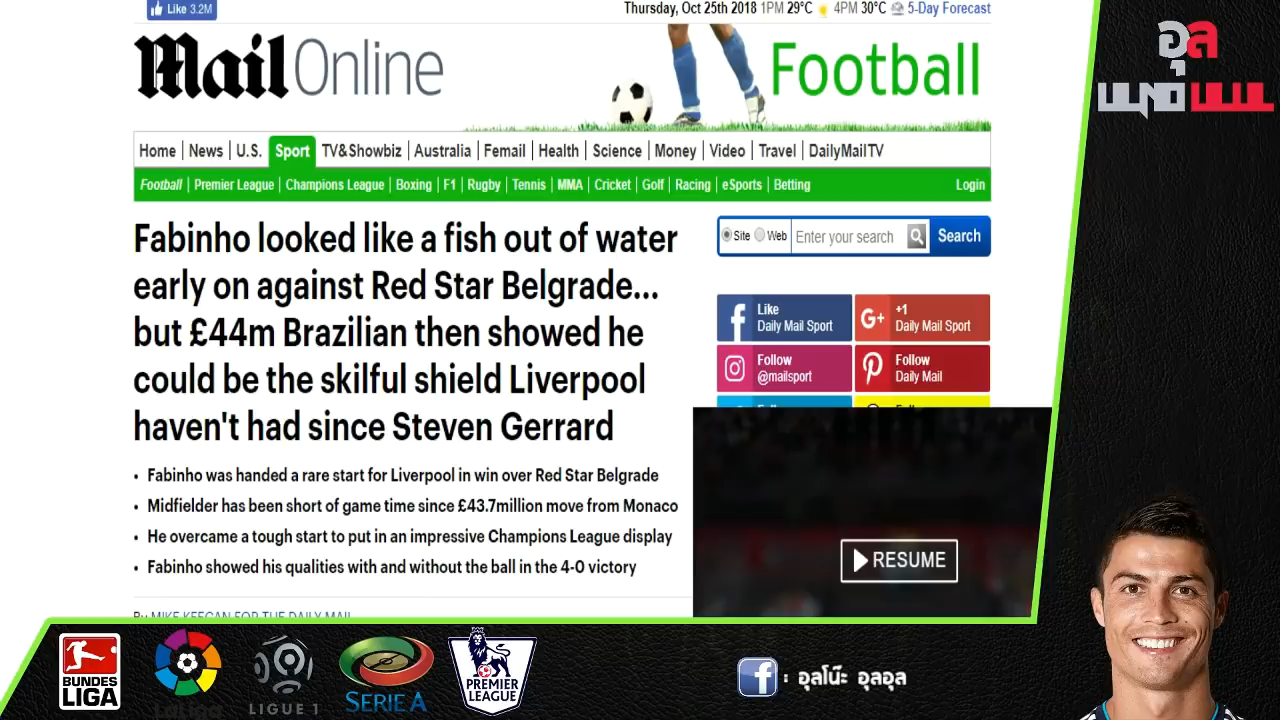 Like 3.2M
Thursday, Oct 25th 2018 1PM 29°C 4PM 30°C 5-Day Forecast
Mail Online
Football
Home News U.S. Sport TV&Showbiz Australia Femail Health Science Money Video Travel DailyMailTV
Football Premier League Champions League Boxing F1 Rugby Tennis MMA Cricket Golf Racing eSports Betting Login
Fabinho looked like a fish out of water
early on against Red Star Belgrade...
but £44m Brazilian then showed he
could be the skilful shield Liverpool
haven't had since Steven Gerrard
• Fabinho was handed a rare start for Liverpool in win over Red Star Belgrade
• Midfielder has been short of game time since £43.7million move from Monaco
• He overcame a tough start to put in an impressive Champions League display
• Fabinho showed his qualities with and without the ball in the 4-0 victory
By MIKE KEEGAN FOR THE DAILY MAIL
Site Web Enter your search Search
Like
Daily Mail Sport
+1
Daily Mail Sport
Follow
@mailsport
Follow
Daily Mail
RESUME
อุล
BUNDES
LIGA
LaLiga
LIGUE 1
SERIE A
PREMIER
LEAGUE
: อุลโน๊ะ อุลอุล